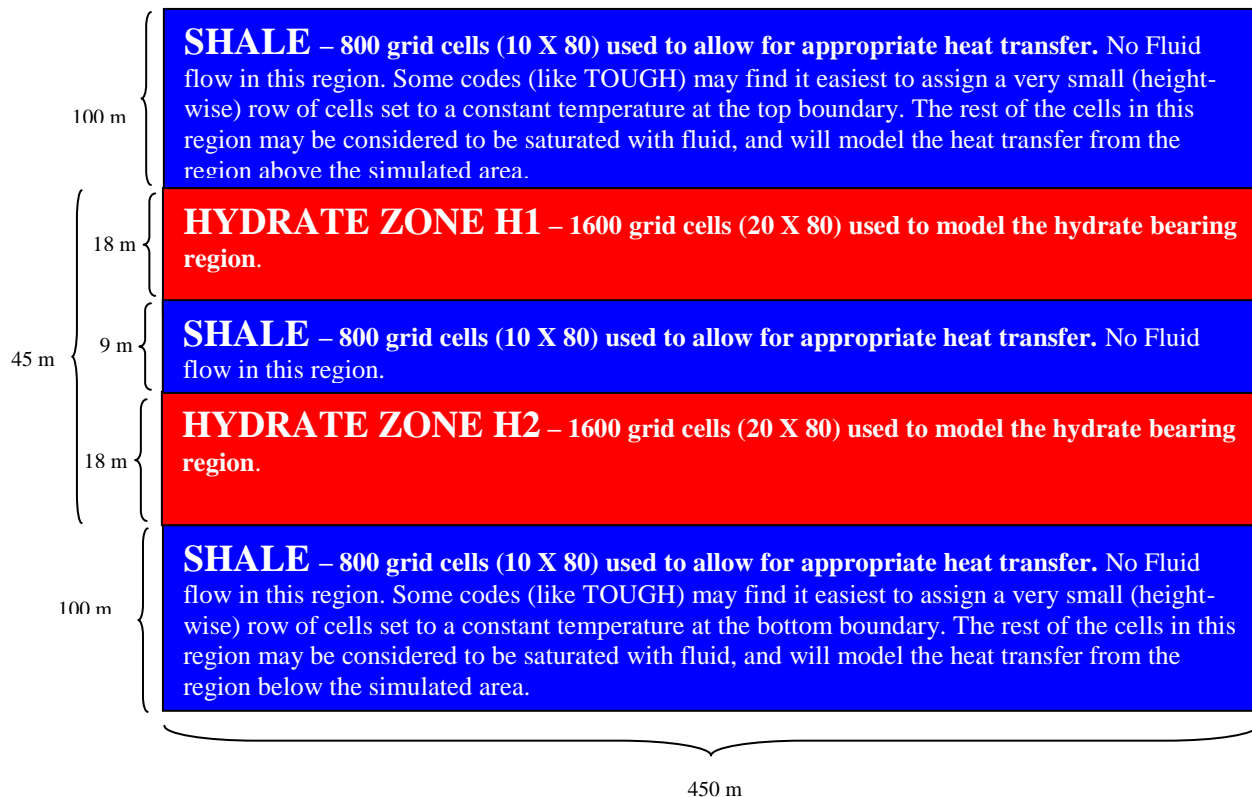 SHALE – 800 grid cells (10 X 80) used to allow for appropriate heat transfer. No Fluid
flow in this region. Some codes (like TOUGH) may find it easiest to assign a very small (height-
wise) row of cells set to a constant temperature at the top boundary. The rest of the cells in this
region may be considered to be saturated with fluid, and will model the heat transfer from the
region above the simulated area.
100 m
HYDRATE ZONE H1 – 1600 grid cells (20 X 80) used to model the hydrate bearing
region.
18 m
SHALE – 800 grid cells (10 X 80) used to allow for appropriate heat transfer. No Fluid
flow in this region.
9 m
45 m
HYDRATE ZONE H2 – 1600 grid cells (20 X 80) used to model the hydrate bearing
region.
18 m
SHALE – 800 grid cells (10 X 80) used to allow for appropriate heat transfer. No Fluid
flow in this region. Some codes (like TOUGH) may find it easiest to assign a very small (height-
wise) row of cells set to a constant temperature at the bottom boundary. The rest of the cells in this
region may be considered to be saturated with fluid, and will model the heat transfer from the
region below the simulated area.
100 m
450 m